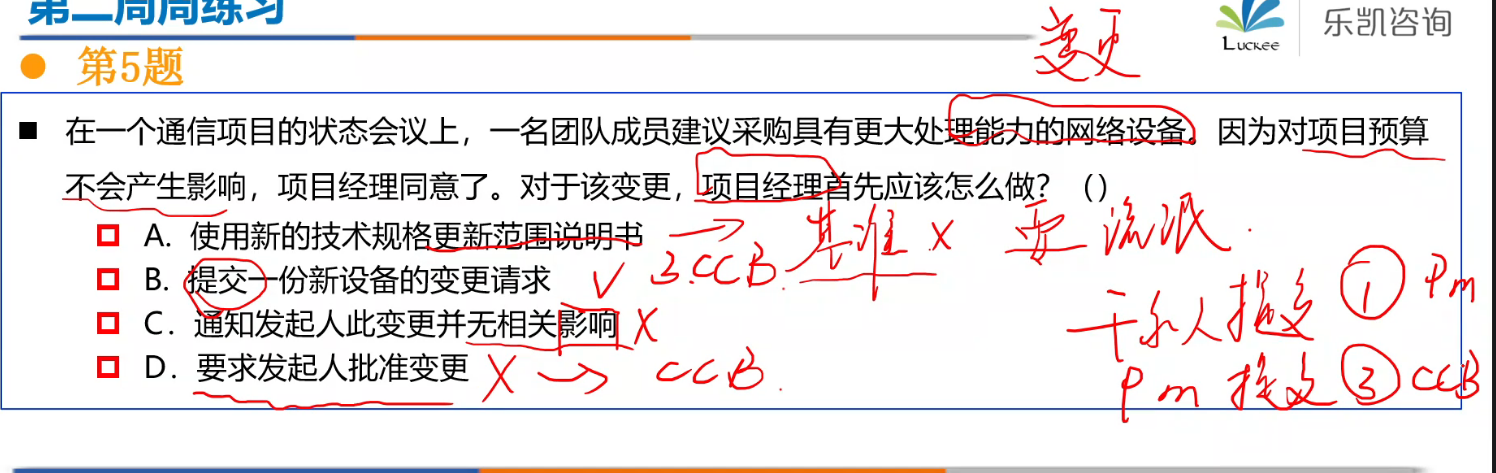 第二周周练习
变更
LUCKEE
乐凯咨询
第5题
在一个通信项目的状态会议上，一名团队成员建议采购具有更大处理能力的网络设备。因为对项目预算
不会产生影响，项目经理同意了。对于该变更，项目经理首先应该怎么做？（）
A. 使用新的技术规格更新范围说明书
3.CCB. 基准 X 要
B. 提交一份新设备的变更请求
C. 通知发起人此变更并无相关影响 X
干系人提交 ① Pm
D. 要求发起人批准变更 X → CCB.
Pm 提交 ③ CCB